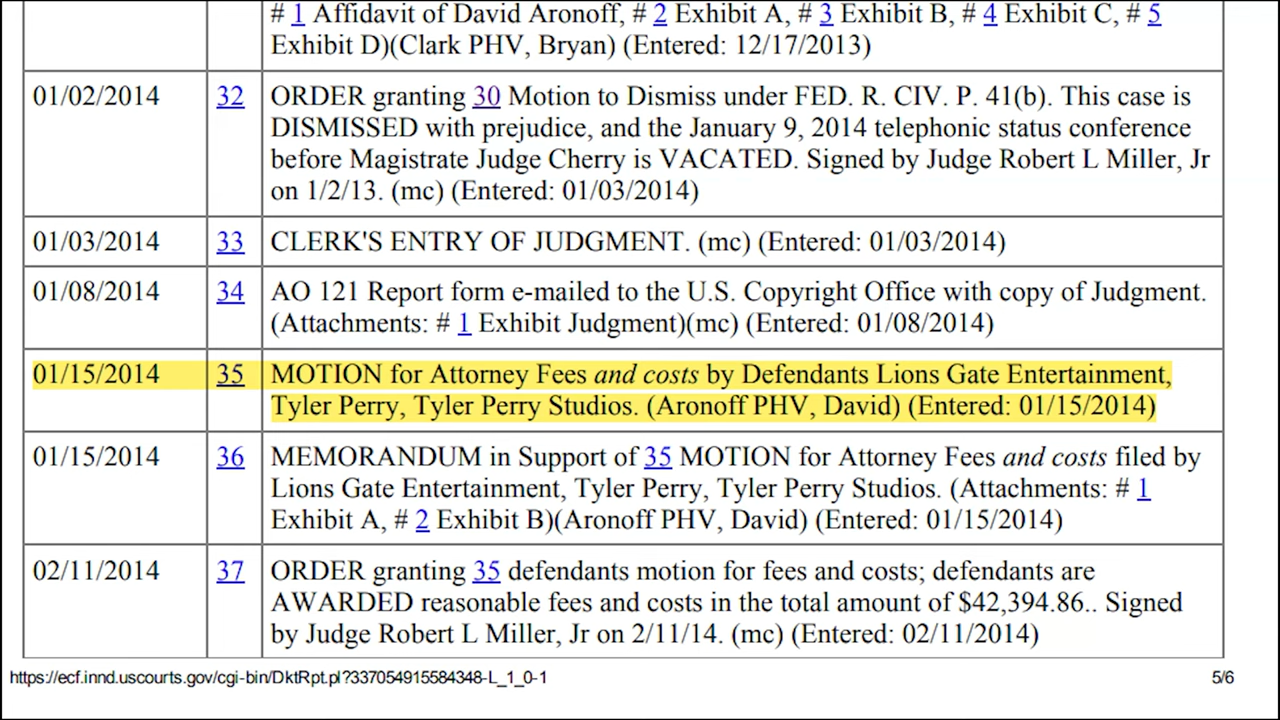 # 1 Affidavit of David Aronoff, # 2 Exhibit A, # 3 Exhibit B, # 4 Exhibit C, # 5
Exhibit D)(Clark PHV, Bryan) (Entered: 12/17/2013)
01/02/2014 32 ORDER granting 30 Motion to Dismiss under FED. R. CIV. P. 41(b). This case is
DISMISSED with prejudice, and the January 9, 2014 telephonic status conference
before Magistrate Judge Cherry is VACATED. Signed by Judge Robert L Miller, Jr
on 1/2/13. (mc) (Entered: 01/03/2014)
01/03/2014 33 CLERK'S ENTRY OF JUDGMENT. (mc) (Entered: 01/03/2014)
01/08/2014 34 AO 121 Report form e-mailed to the U.S. Copyright Office with copy of Judgment.
(Attachments: # 1 Exhibit Judgment)(mc) (Entered: 01/08/2014)
01/15/2014 35 MOTION for Attorney Fees and costs by Defendants Lions Gate Entertainment,
Tyler Perry, Tyler Perry Studios. (Aronoff PHV, David) (Entered: 01/15/2014)
01/15/2014 36 MEMORANDUM in Support of 35 MOTION for Attorney Fees and costs filed by
Lions Gate Entertainment, Tyler Perry, Tyler Perry Studios. (Attachments: # 1
Exhibit A, # 2 Exhibit B)(Aronoff PHV, David) (Entered: 01/15/2014)
02/11/2014 37 ORDER granting 35 defendants motion for fees and costs; defendants are
AWARDED reasonable fees and costs in the total amount of $42,394.86.. Signed
by Judge Robert L Miller, Jr on 2/11/14. (mc) (Entered: 02/11/2014)
https://ecf.innd.uscourts.gov/cgi-bin/DktRpt.pl?337054915584348-L_1_0-1 5/6